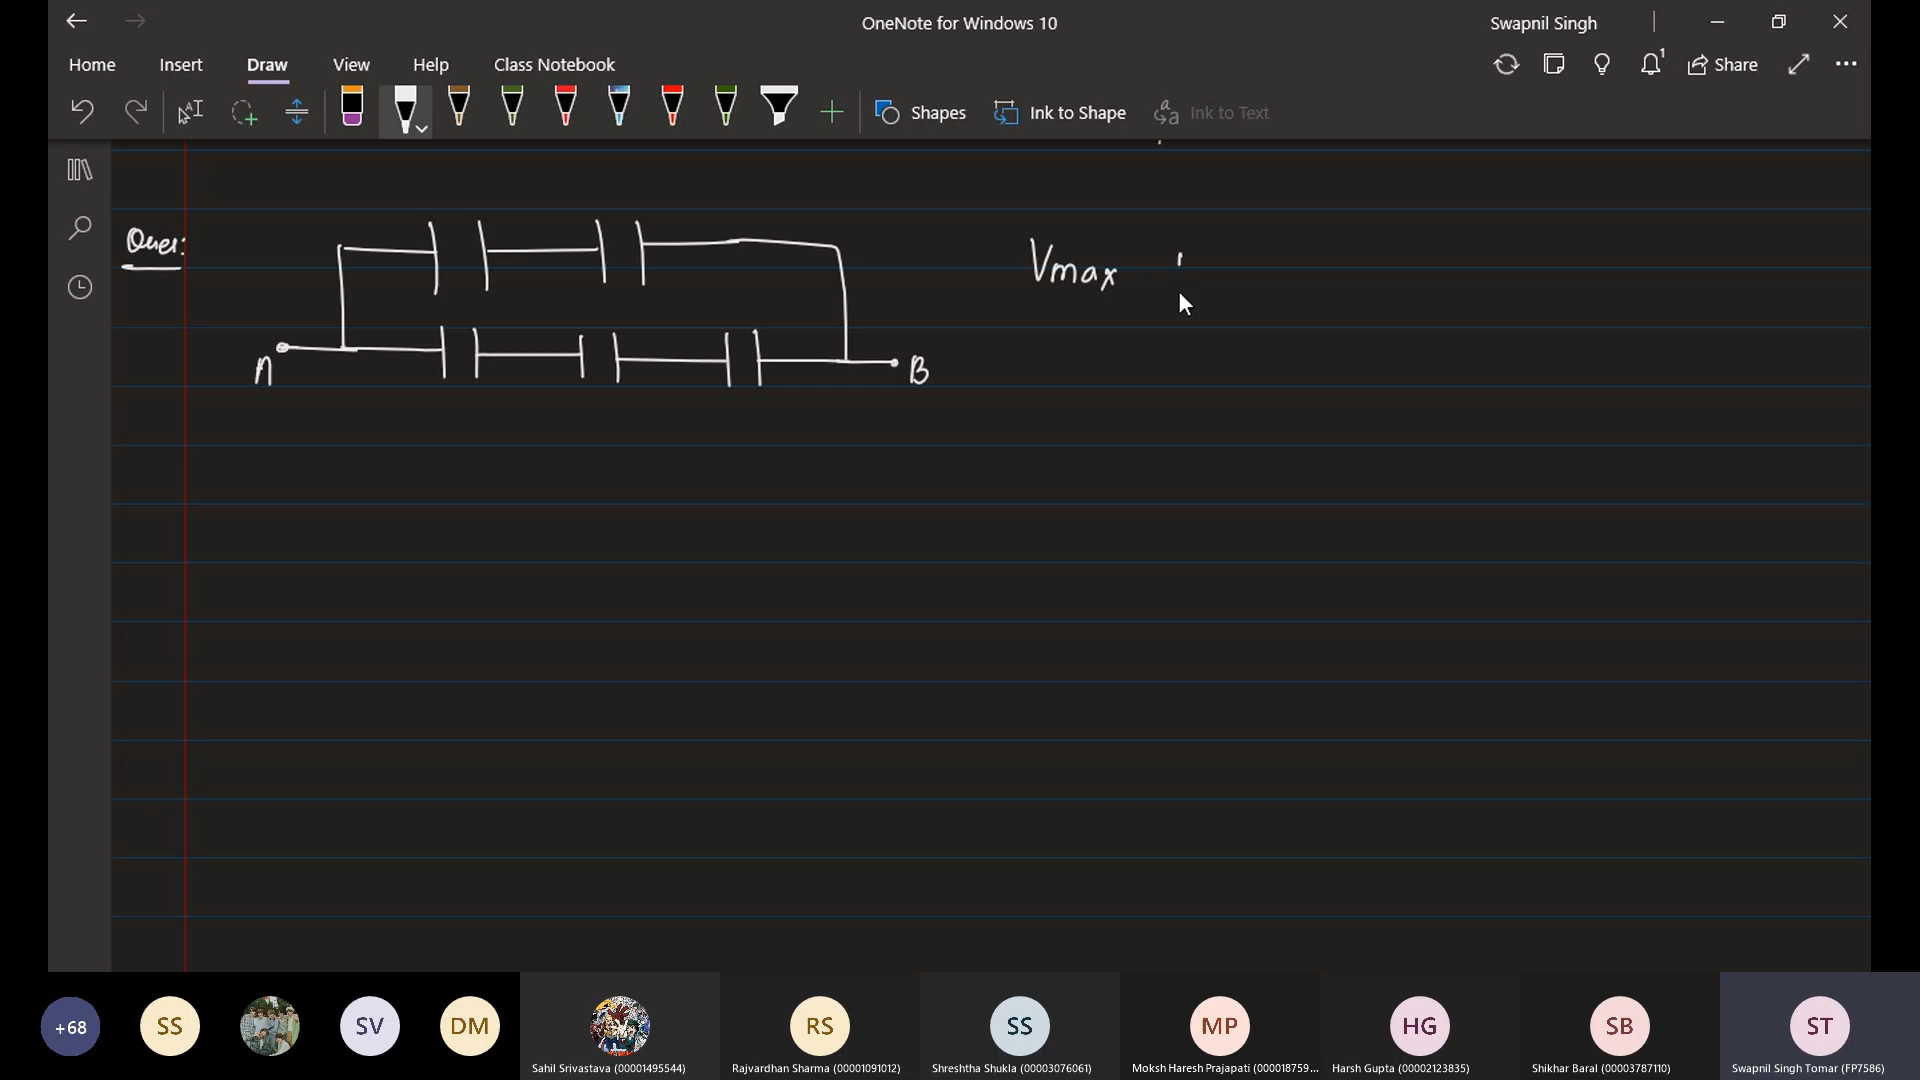 OneNote for Windows 10
Swapnil Singh
Home Insert Draw View Help Class Notebook
1 Share
Shapes Ink to Shape Ink to Text
Ques:
Vmax
A
B
+68 SS SV DM RS SS MP HG SB ST
Sahil Srivastava (00001495544) Rajvardhan Sharma (00001091012) Shreshtha Shukla (00003076061) Moksh Haresh Prajapati (000018759... Harsh Gupta (00002123835) Shikhar Baral (00003787110) Swapnil Singh Tomar (FP7586)